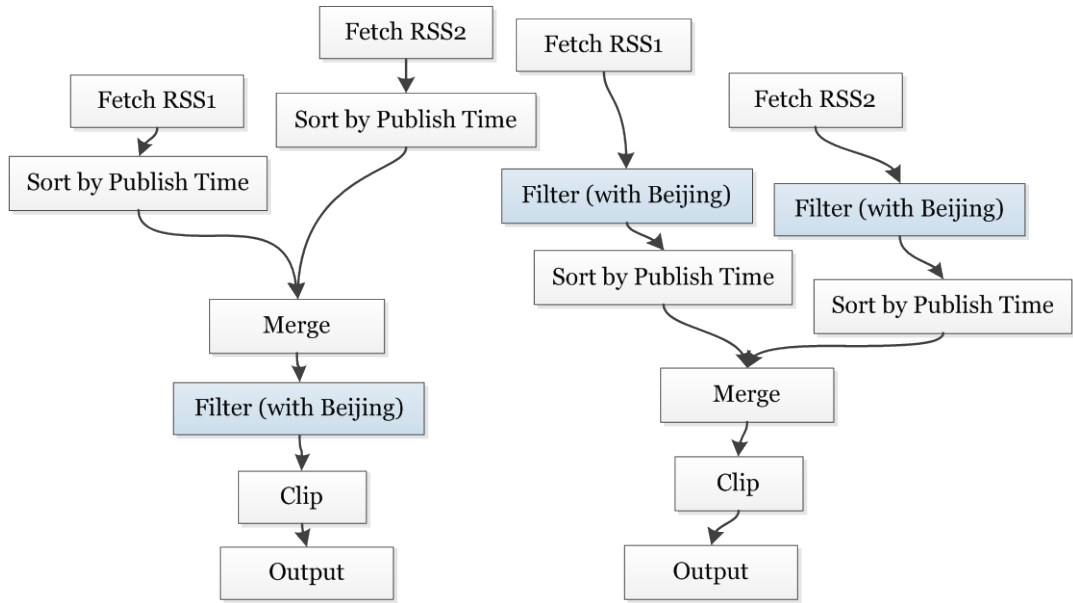 Fetch RSS1
Fetch RSS2
Sort by Publish Time
Sort by Publish Time
Merge
Filter (with Beijing)
Clip
Output
Fetch RSS1
Fetch RSS2
Filter (with Beijing)
Filter (with Beijing)
Sort by Publish Time
Sort by Publish Time
Merge
Clip
Output